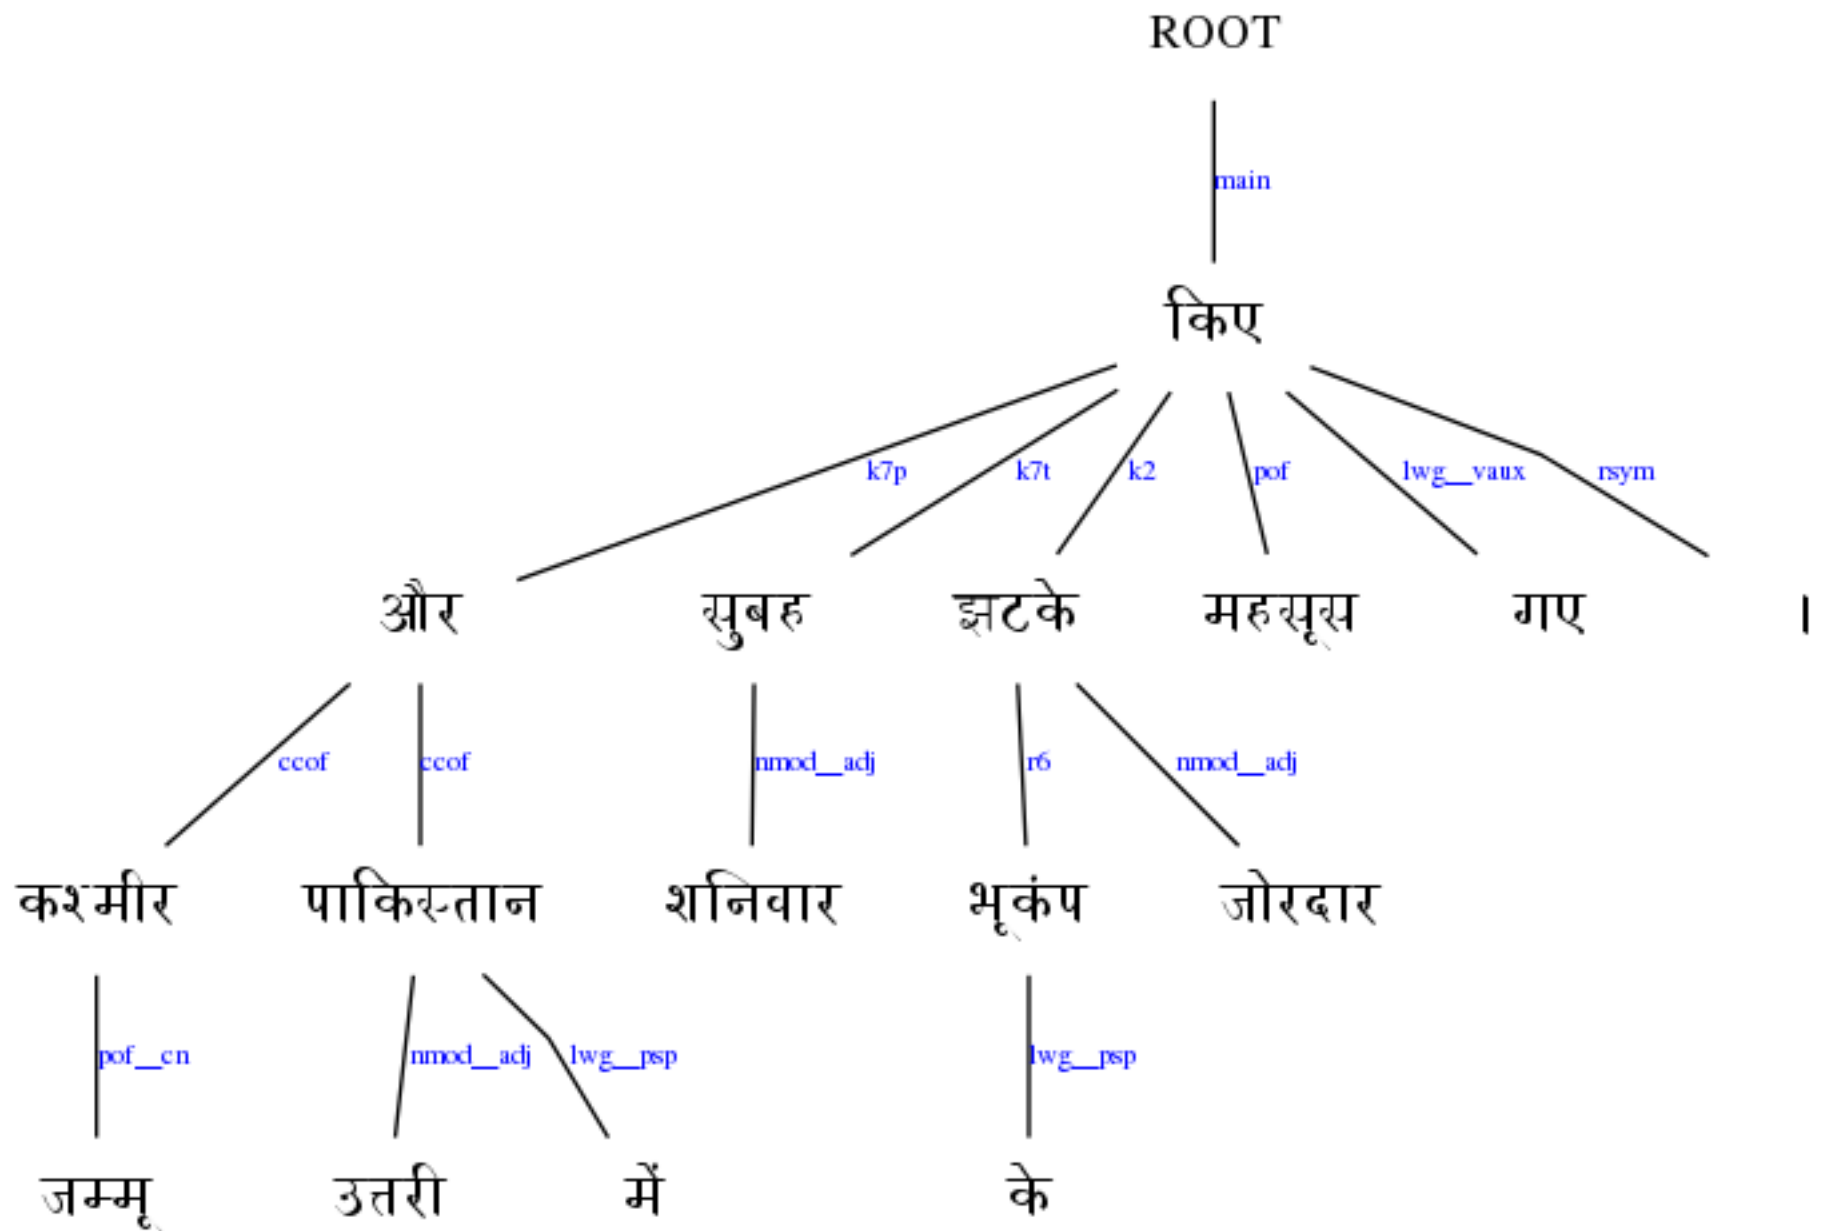 ROOT
main
किए
k7p k7t k2 pof lwg__vaux rsym
और सुबह झटके महसूस गए ।
ccof ccof nmod__adj r6 nmod__adj
कश्मीर पाकिस्तान शनिवार भूकंप जोरदार
pof__cn nmod__adj lwg__psp lwg__psp
जम्मू उत्तरी में के